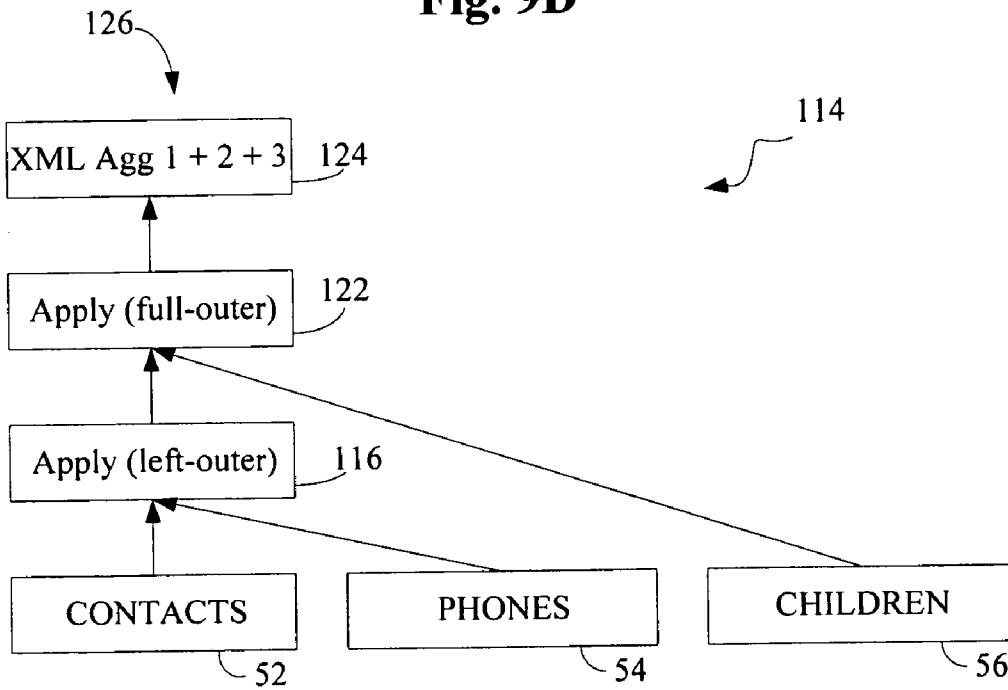 Fig. 9D
126
114
XML Agg 1 + 2 + 3
124
Apply (full-outer)
122
Apply (left-outer)
116
CONTACTS
PHONES
CHILDREN
52
54
56